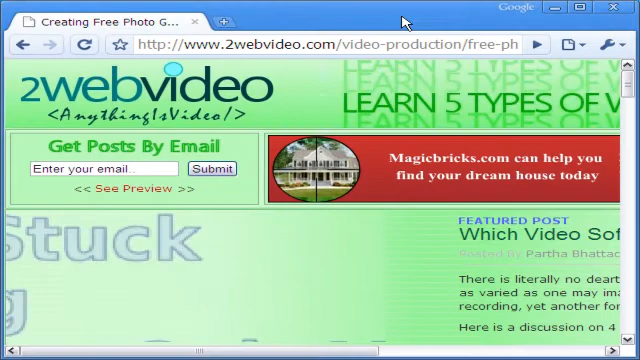 Google
Creating Free Photo G...
http://www.2webvideo.com/video-production/free-ph
2webvideo
<AnythingIsVideo/>
LEARN 5 TYPES OF V
Get Posts By Email
Enter your email..
Submit
<< See Preview >>
Magicbricks.com can help you
find your dream house today
Stuck
g
FEATURED POST
Which Video Sof
Posted By Partha Bhattac
There is literally no deart
as varied as one may ima
recording, yet another for
Here is a discussion on 4